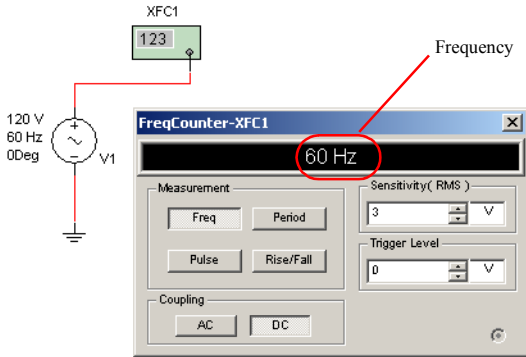 XFC1
123
Frequency
120 V
60 Hz
0Deg
V1
FreqCounter-XFC1
60 Hz
Measurement
Freq
Period
Pulse
Rise/Fall
Sensitivity( RMS )
3
V
Trigger Level
0
V
Coupling
AC
DC